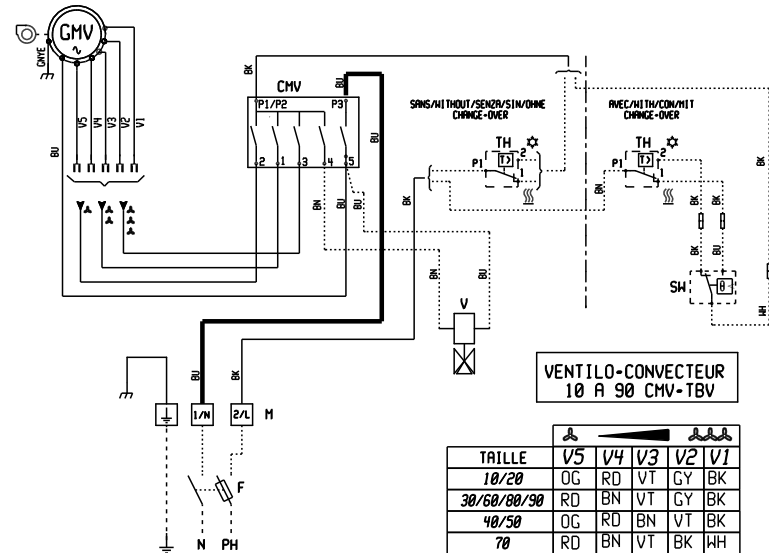 GMV
~
GNYE
BU
V5
V4
V3
V2
V1
BK
CMV
BU
P1/P2
P3
BU
2
1
3
4
5
BN
BU
BU
BK
SANS/WITHOUT/SENZA/SIN/OHNE
CHANGE-OVER
TH
2
P1
T>
1
AVEC/WITH/CON/MIT
CHANGE-OVER
TH
2
P1
T>
1
BN
BK
BK
BK
BK
BU
SW
θ
WH
BN
BU
V
BU
BK
1/N
2/L
M
F
N
PH
VENTILO-CONVECTEUR
10 A 90 CMV-TBV
TAILLE V5 V4 V3 V2 V1
10/20 OG RD VT GY BK
30/60/80/90 RD BN VT GY BK
40/50 OG RD BN VT BK
70 RD BN VT BK WH